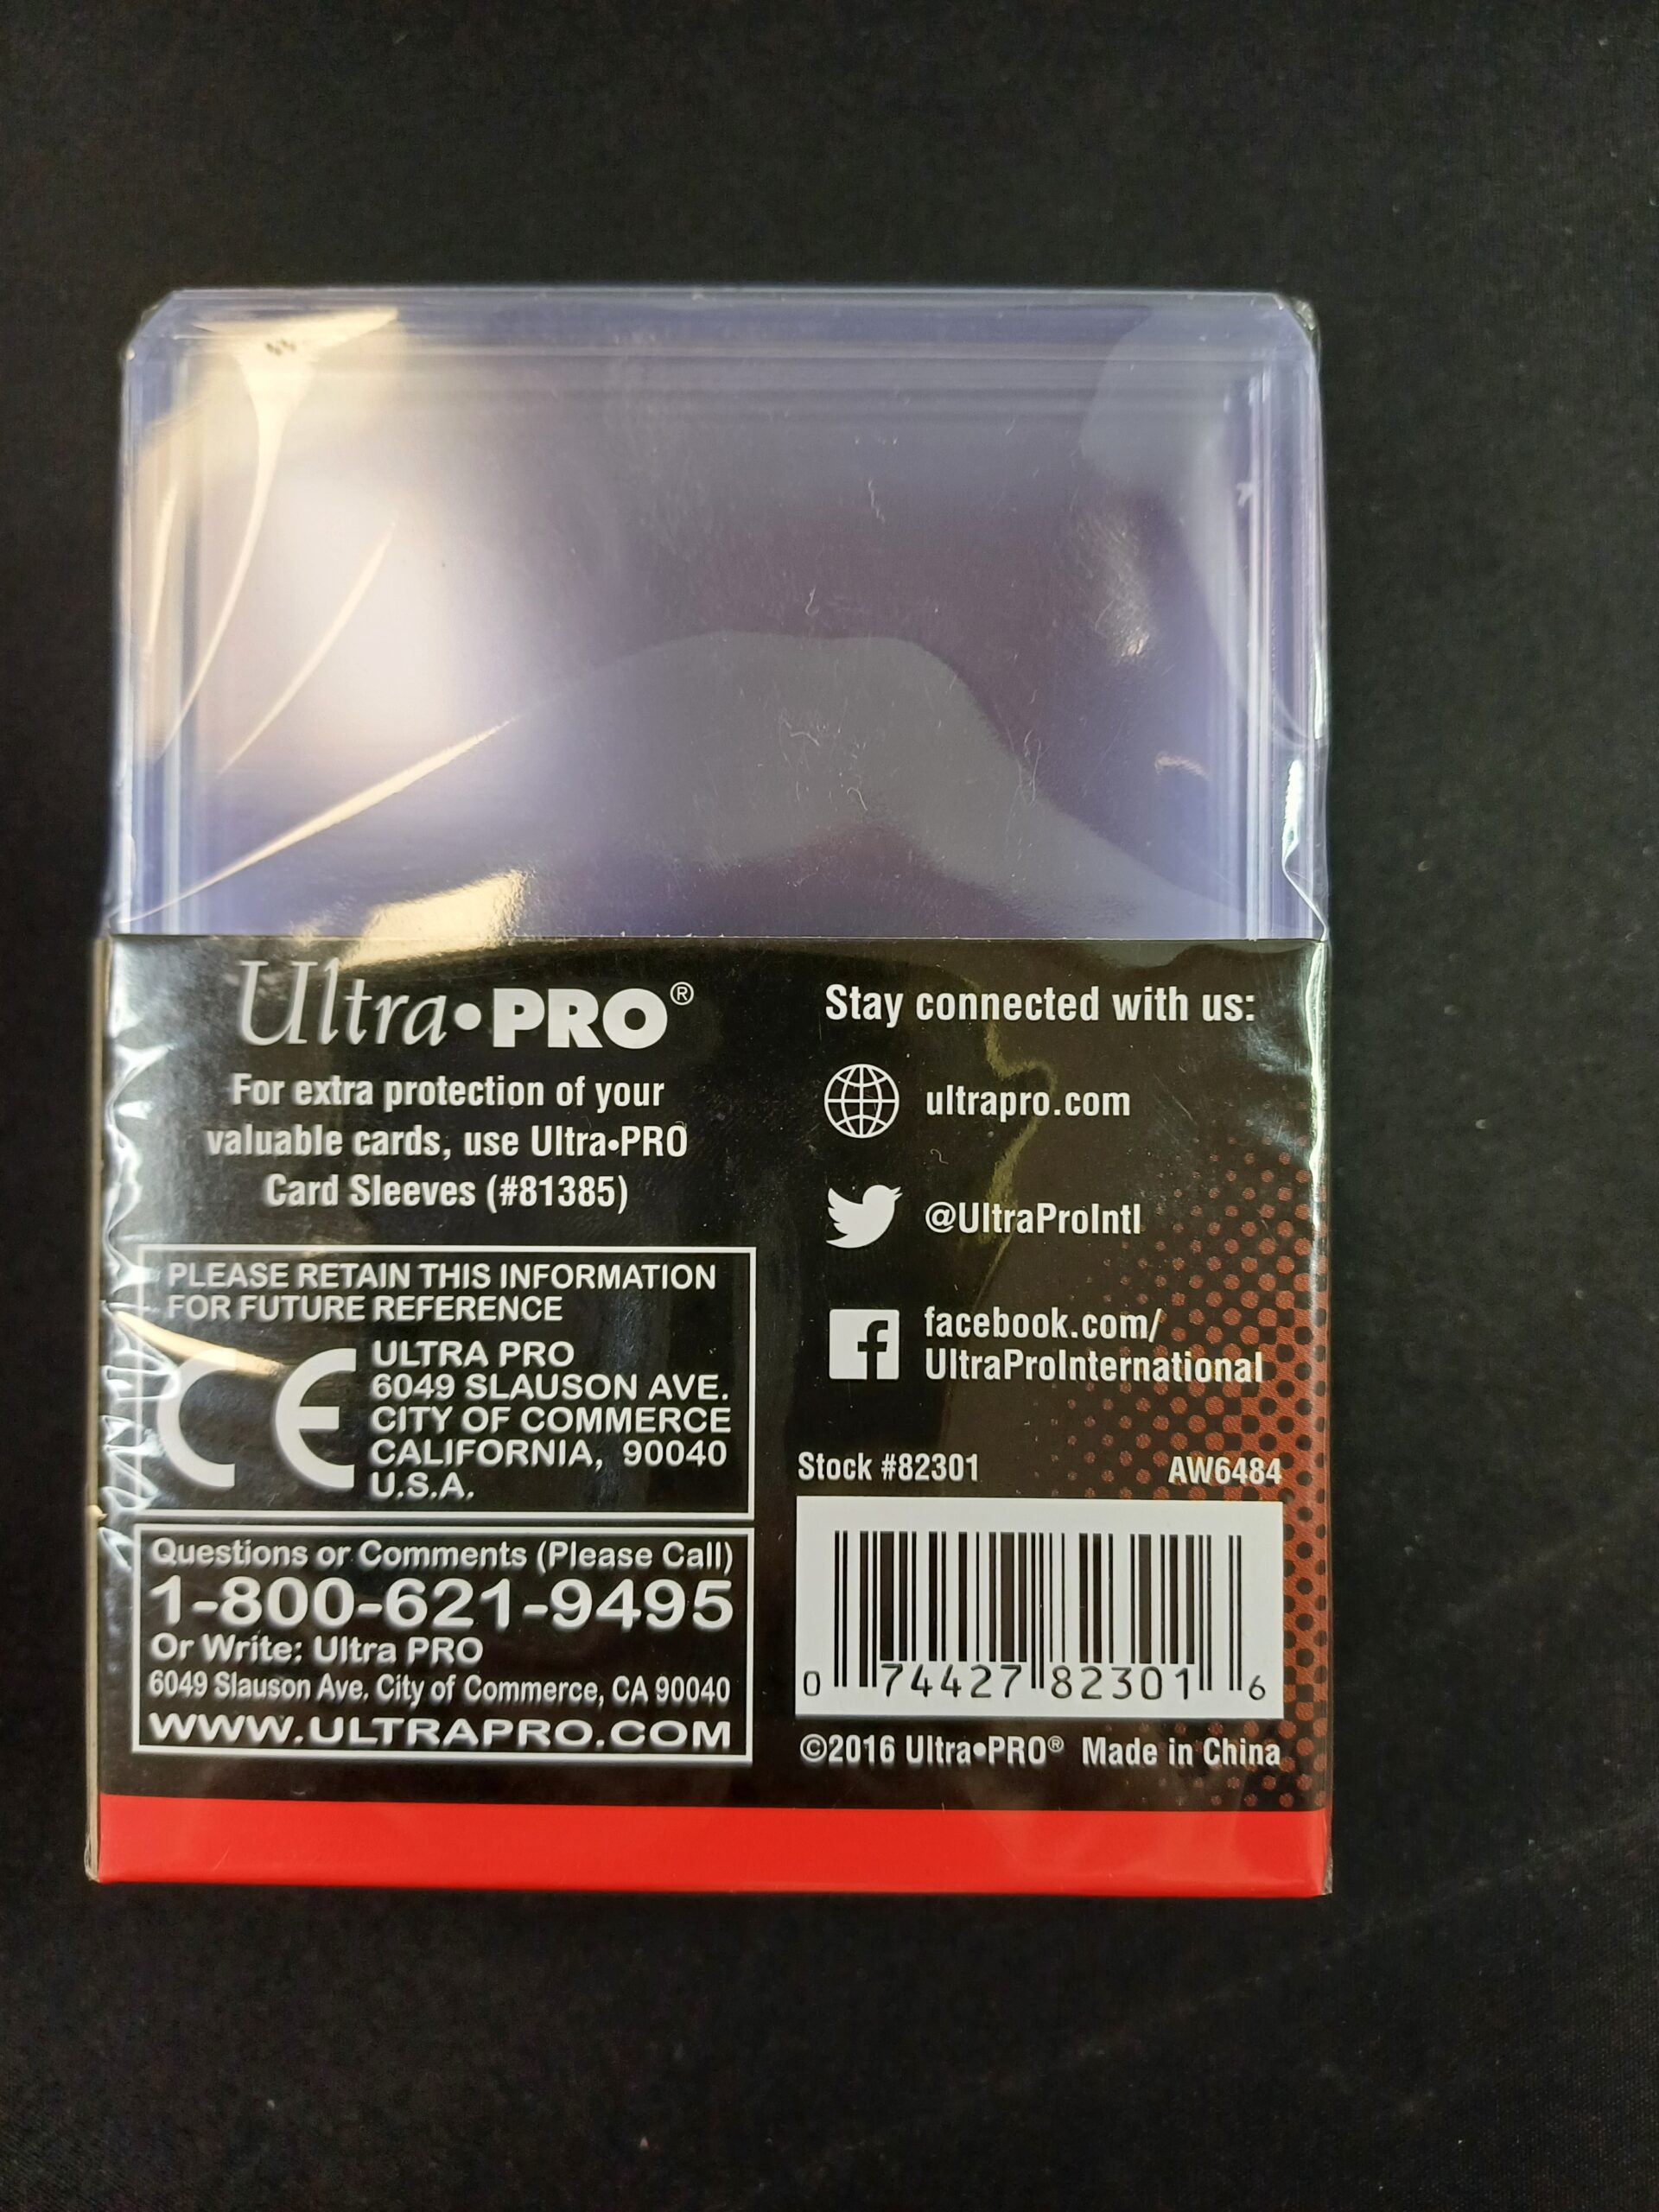 Ultra•PRO®
For extra protection of your
valuable cards, use Ultra•PRO
Card Sleeves (#81385)
PLEASE RETAIN THIS INFORMATION
FOR FUTURE REFERENCE
CE
ULTRA PRO
6049 SLAUSON AVE.
CITY OF COMMERCE
CALIFORNIA, 90040
U.S.A.
Questions or Comments (Please Call)
1-800-621-9495
Or Write: Ultra PRO
6049 Slauson Ave. City of Commerce, CA 90040
WWW.ULTRAPRO.COM
Stay connected with us:
ultrapro.com
@UltraProIntl
facebook.com/
UltraProInternational
Stock #82301 AW6484
0 74427 82301 6
©2016 Ultra•PRO® Made in China